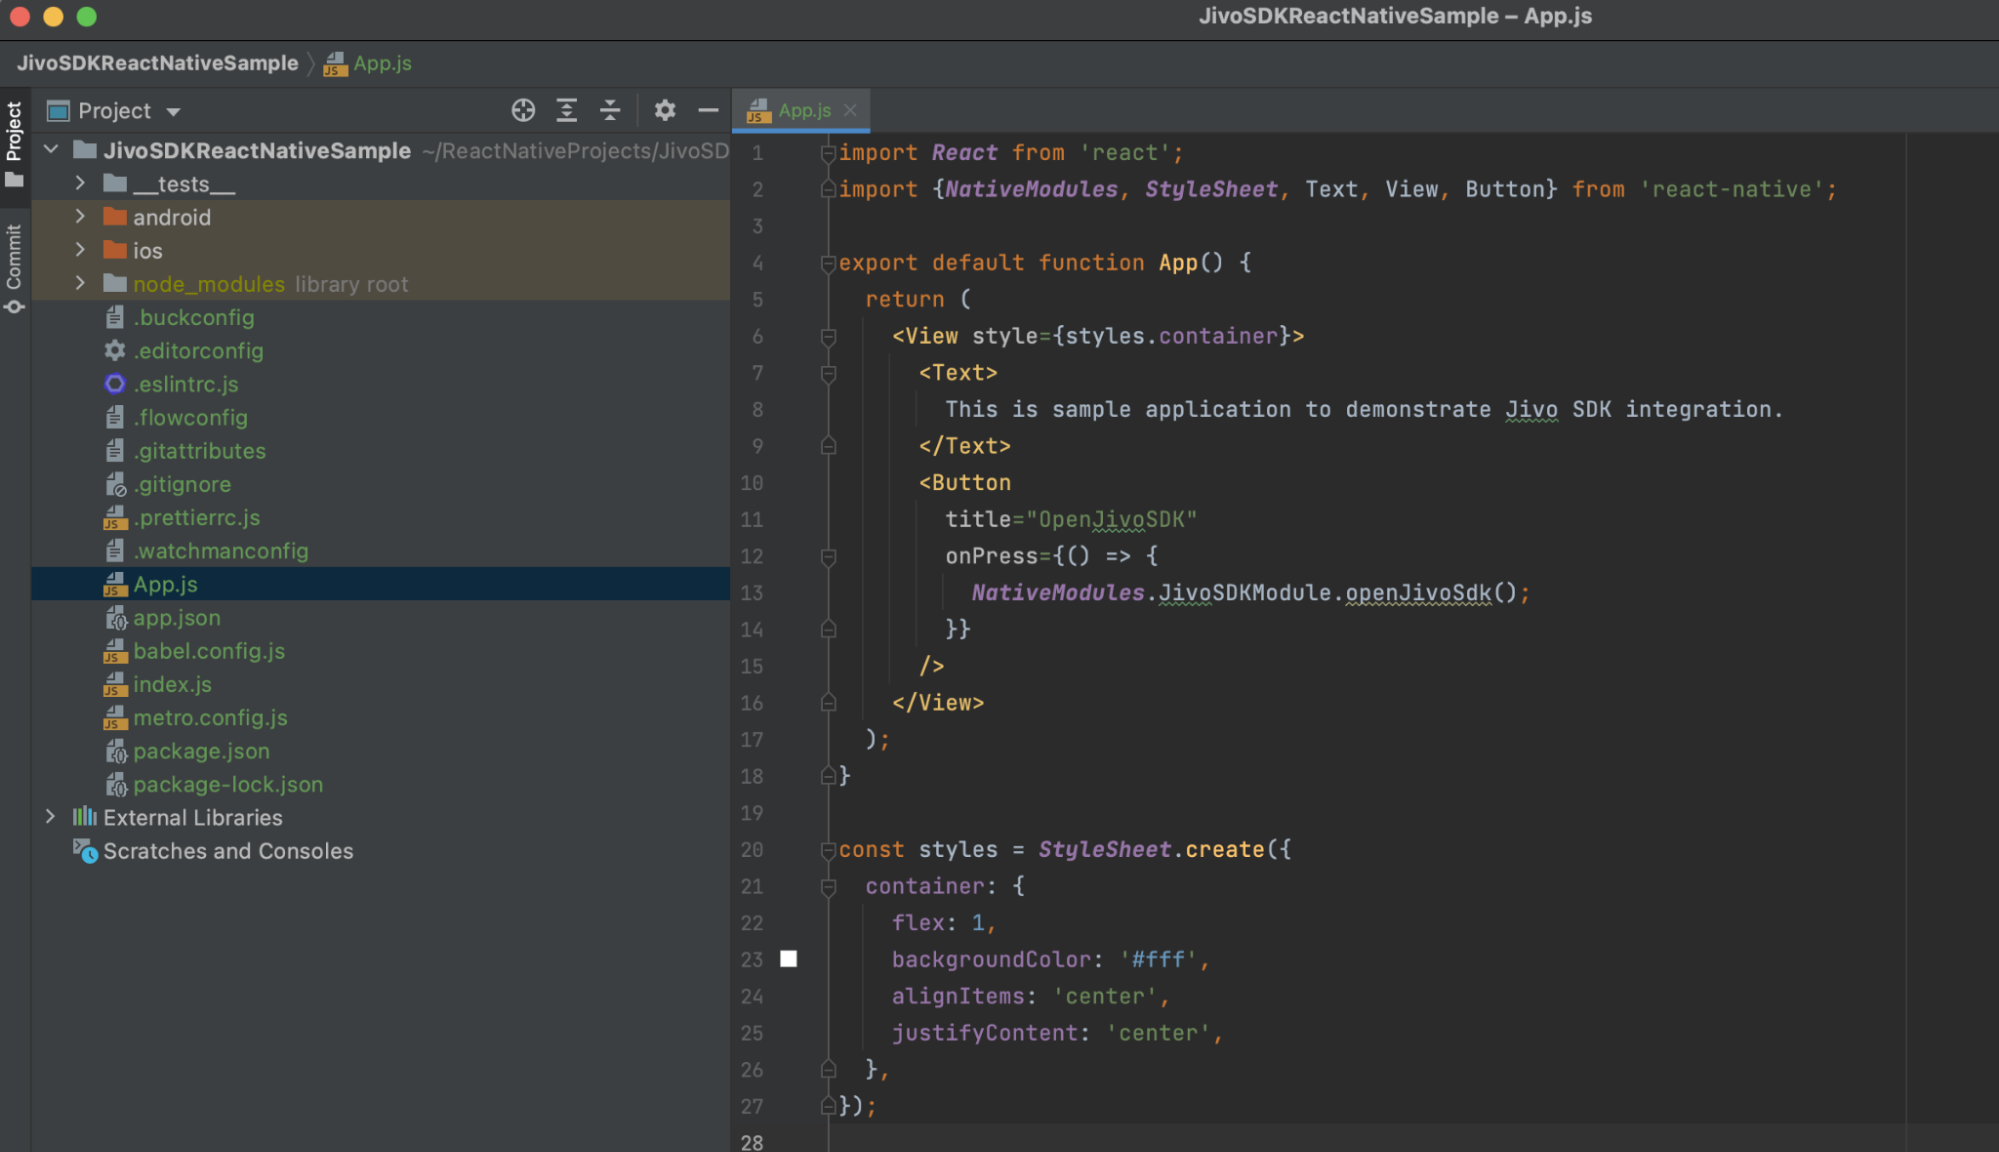 JivoSDKReactNativeSample – App.js
JivoSDKReactNativeSample 〉 JS App.js
Project
Commit
Project
JivoSDKReactNativeSample ~/ReactNativeProjects/JivoSD
__tests__
android
ios
node_modules library root
.buckconfig
.editorconfig
.eslintrc.js
.flowconfig
.gitattributes
.gitignore
JS .prettierrc.js
.watchmanconfig
JS App.js
app.json
JS babel.config.js
JS index.js
JS metro.config.js
package.json
package-lock.json
External Libraries
Scratches and Consoles
JS App.js
1 import React from 'react';
2 import {NativeModules, StyleSheet, Text, View, Button} from 'react-native';
3
4 export default function App() {
5 return (
6 <View style={styles.container}>
7 <Text>
8 This is sample application to demonstrate Jivo SDK integration.
9 </Text>
10 <Button
11 title="OpenJivoSDK"
12 onPress={() => {
13 NativeModules.JivoSDKModule.openJivoSdk();
14 }}
15 />
16 </View>
17 );
18 }
19
20 const styles = StyleSheet.create({
21 container: {
22 flex: 1,
23 backgroundColor: '#fff',
24 alignItems: 'center',
25 justifyContent: 'center',
26 },
27 });
28